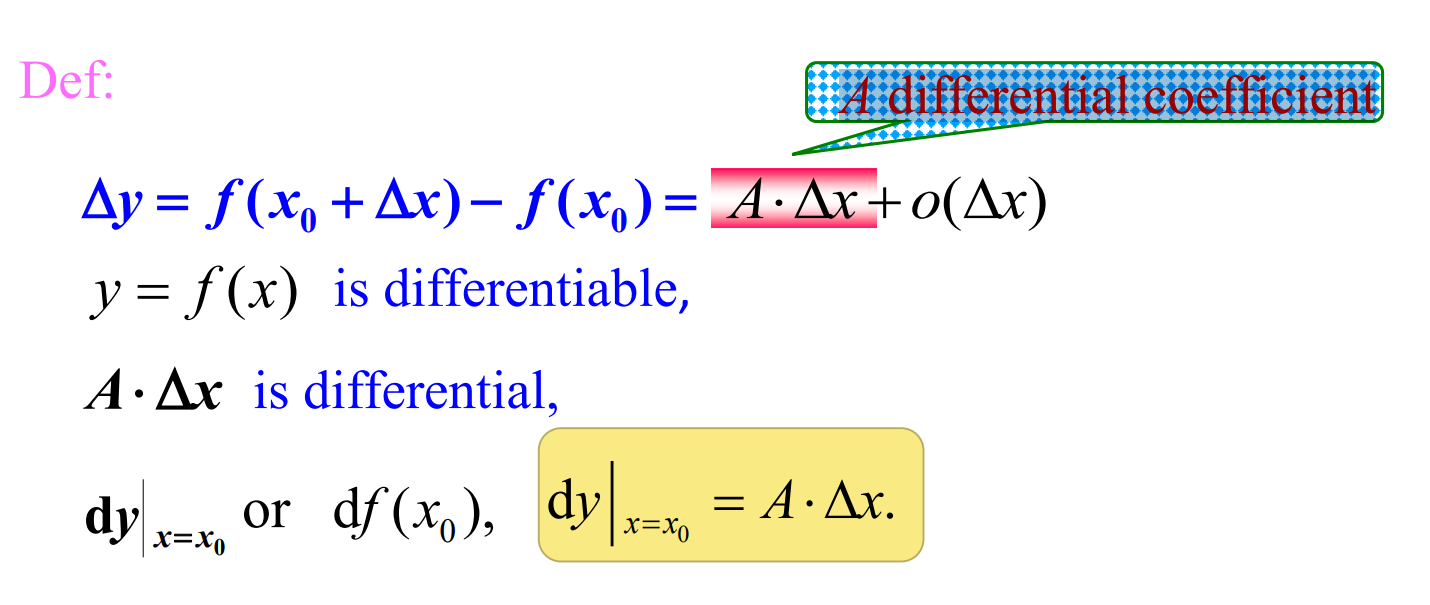 Def:
A differential coefficient
Δy = f(x₀ + Δx) − f(x₀) = A · Δx + o(Δx)
y = f(x) is differentiable,
A · Δx is differential,
dy|ₓ₌ₓ₀ or df(x₀), dy|ₓ₌ₓ₀ = A · Δx.